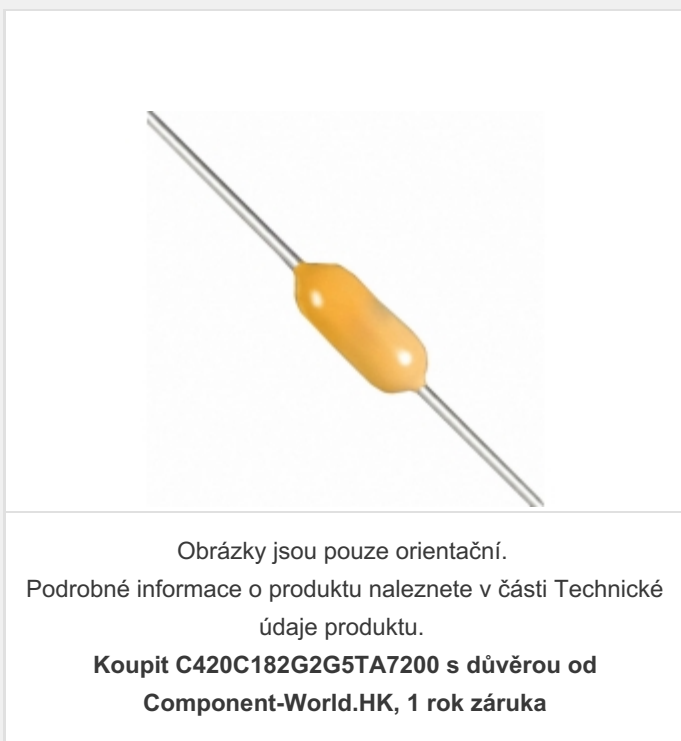 Obrázky jsou pouze orientační.
Podrobné informace o produktu naleznete v části Technické
údaje produktu.
Koupit C420C182G2G5TA7200 s důvěrou od
Component-World.HK, 1 rok záruka